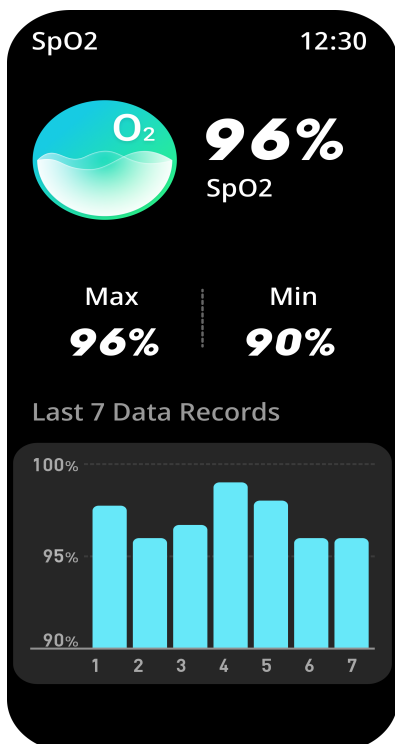 SpO2 12:30
O2
96%
SpO2
Max Min
96% 90%
Last 7 Data Records
100%
95%
90%
1 2 3 4 5 6 7